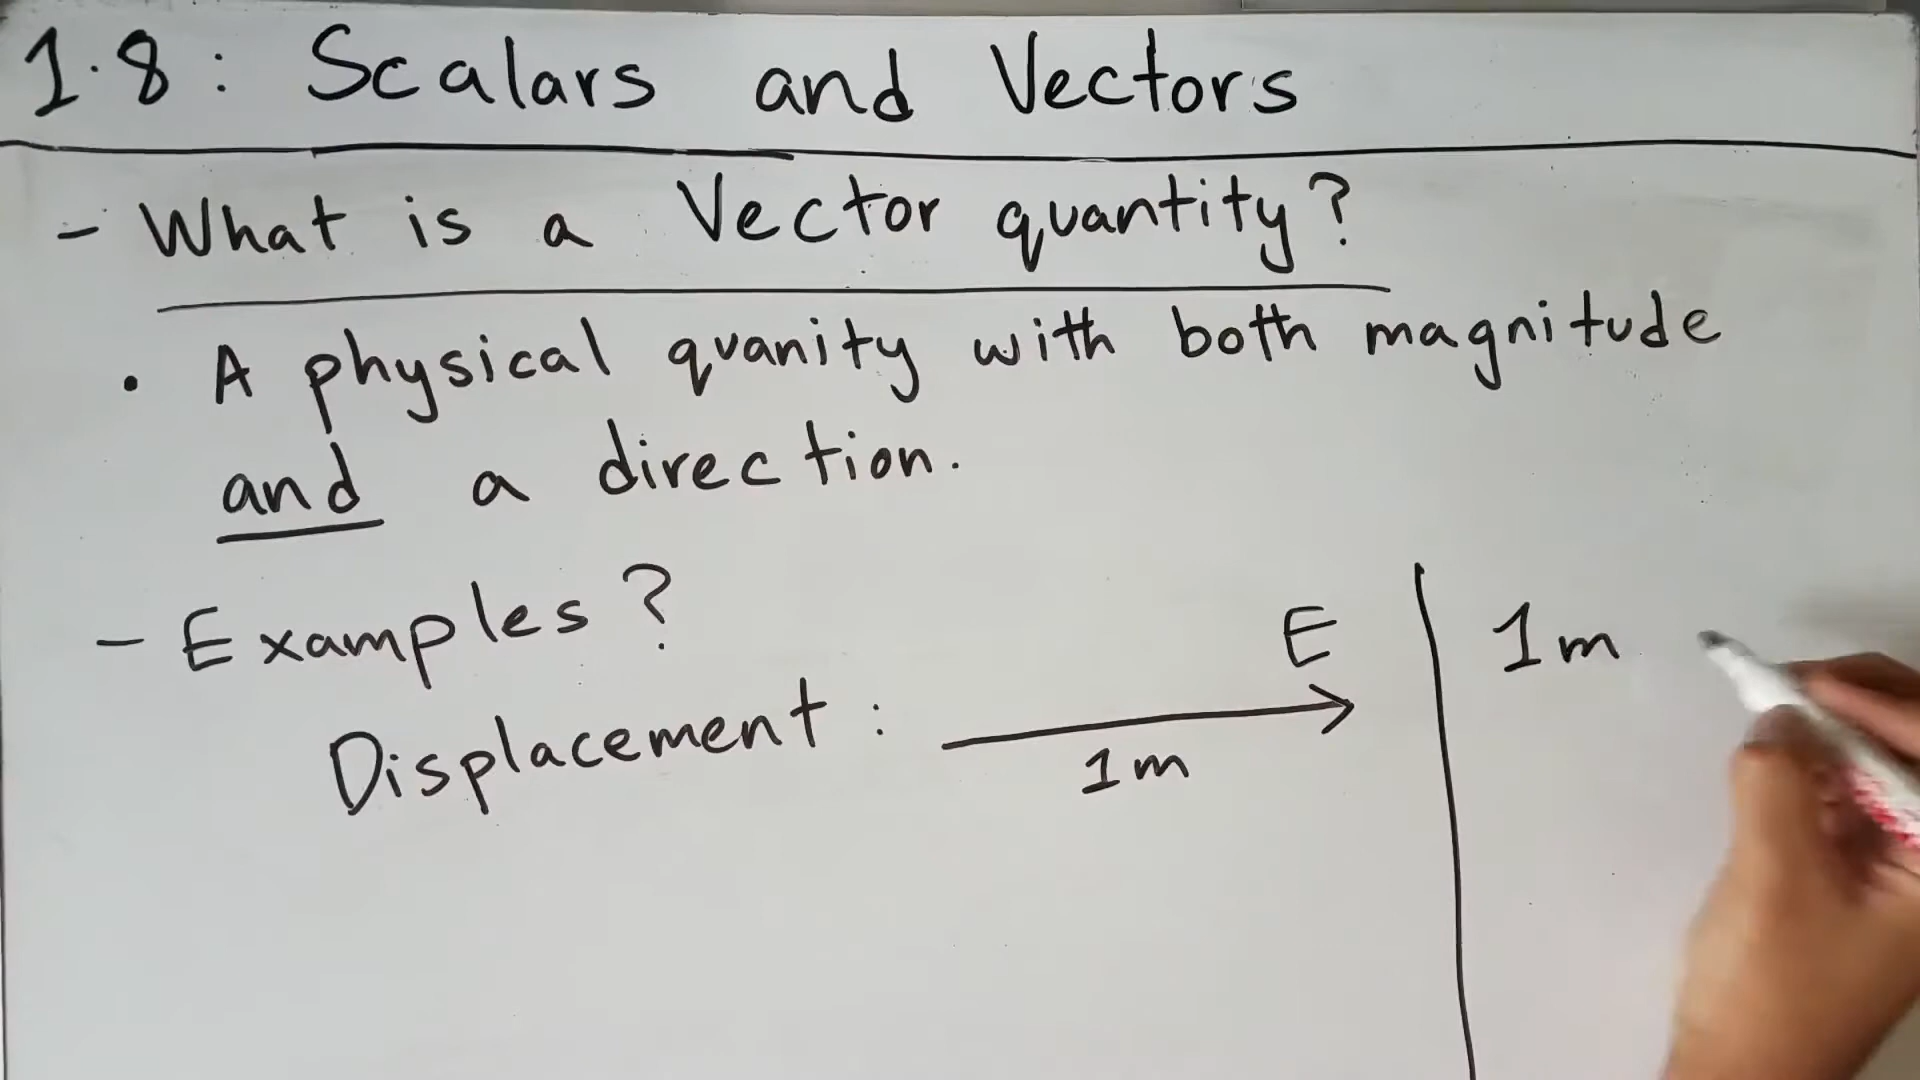 1.8: Scalars and Vectors
- What is a Vector quantity?
• A physical quanity with both magnitude
and a direction.
- Examples?
Displacement:
E
1m
1m